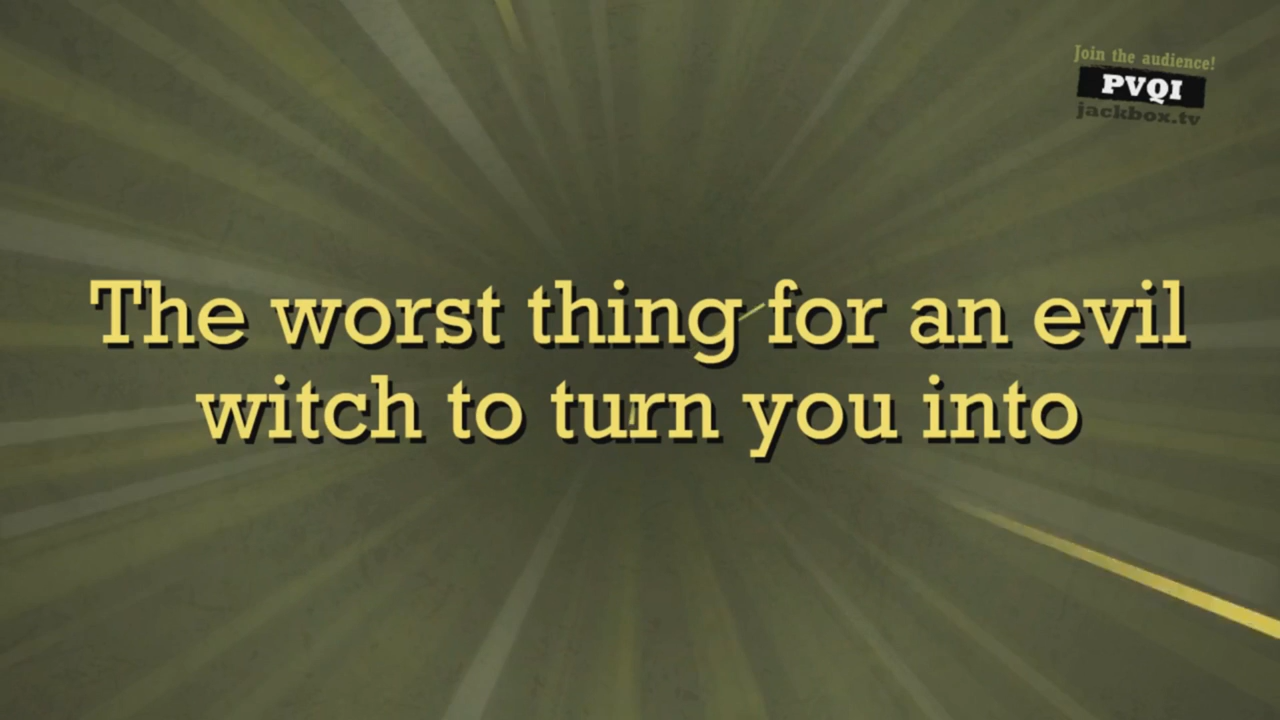 Join the audience!
PVQI
jackbox.tv
The worst thing for an evil
witch to turn you into